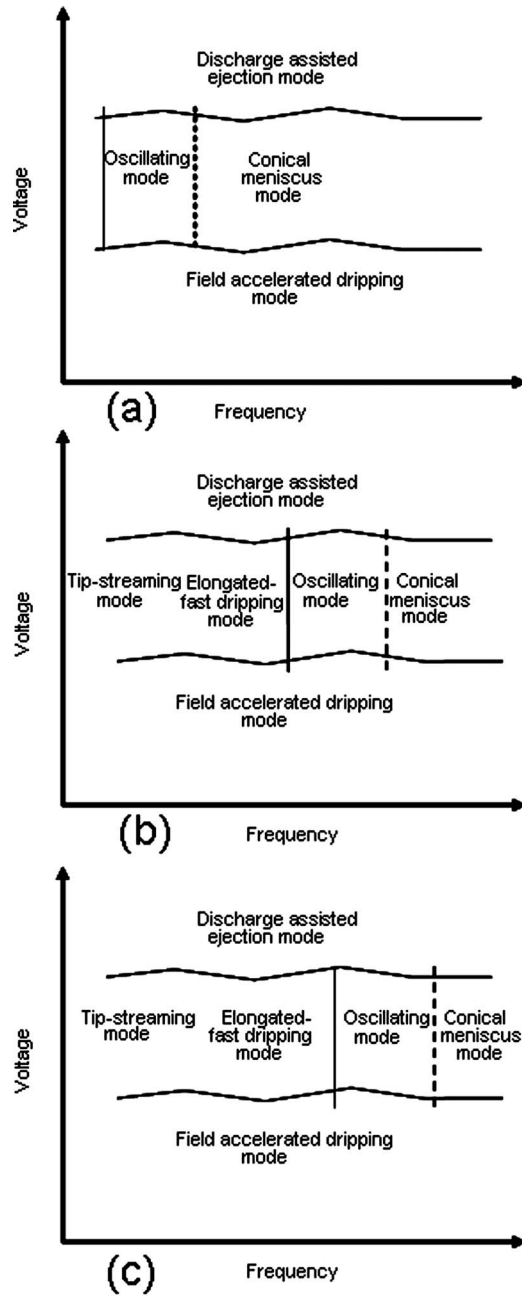 Discharge assisted
ejection mode
Oscillating
mode
Conical
meniscus
mode
Voltage
Field accelerated dripping
mode
(a)
Frequency
Discharge assisted
ejection mode
Tip-streaming
mode
Elongated-
fast dripping
mode
Oscillating
mode
Conical
meniscus
mode
Voltage
Field accelerated dripping
mode
(b)
Frequency
Discharge assisted
ejection mode
Tip-streaming
mode
Elongated-
fast dripping
mode
Oscillating
mode
Conical
meniscus
mode
Voltage
Field accelerated dripping
mode
(c)
Frequency